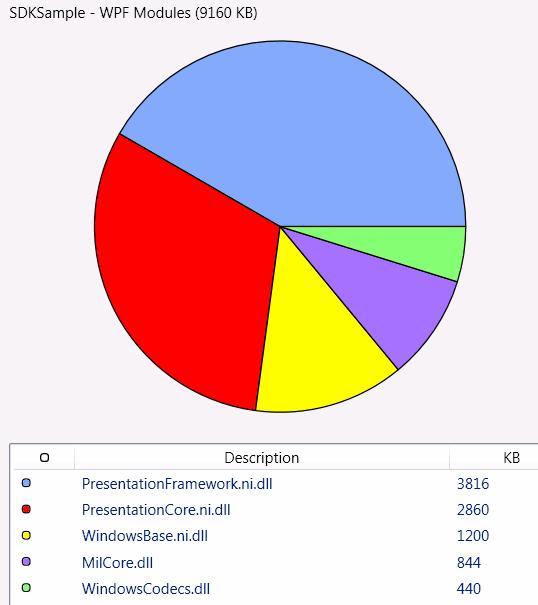 SDKSample - WPF Modules (9160 KB)
Description KB
PresentationFramework.ni.dll 3816
PresentationCore.ni.dll 2860
WindowsBase.ni.dll 1200
MilCore.dll 844
WindowsCodecs.dll 440